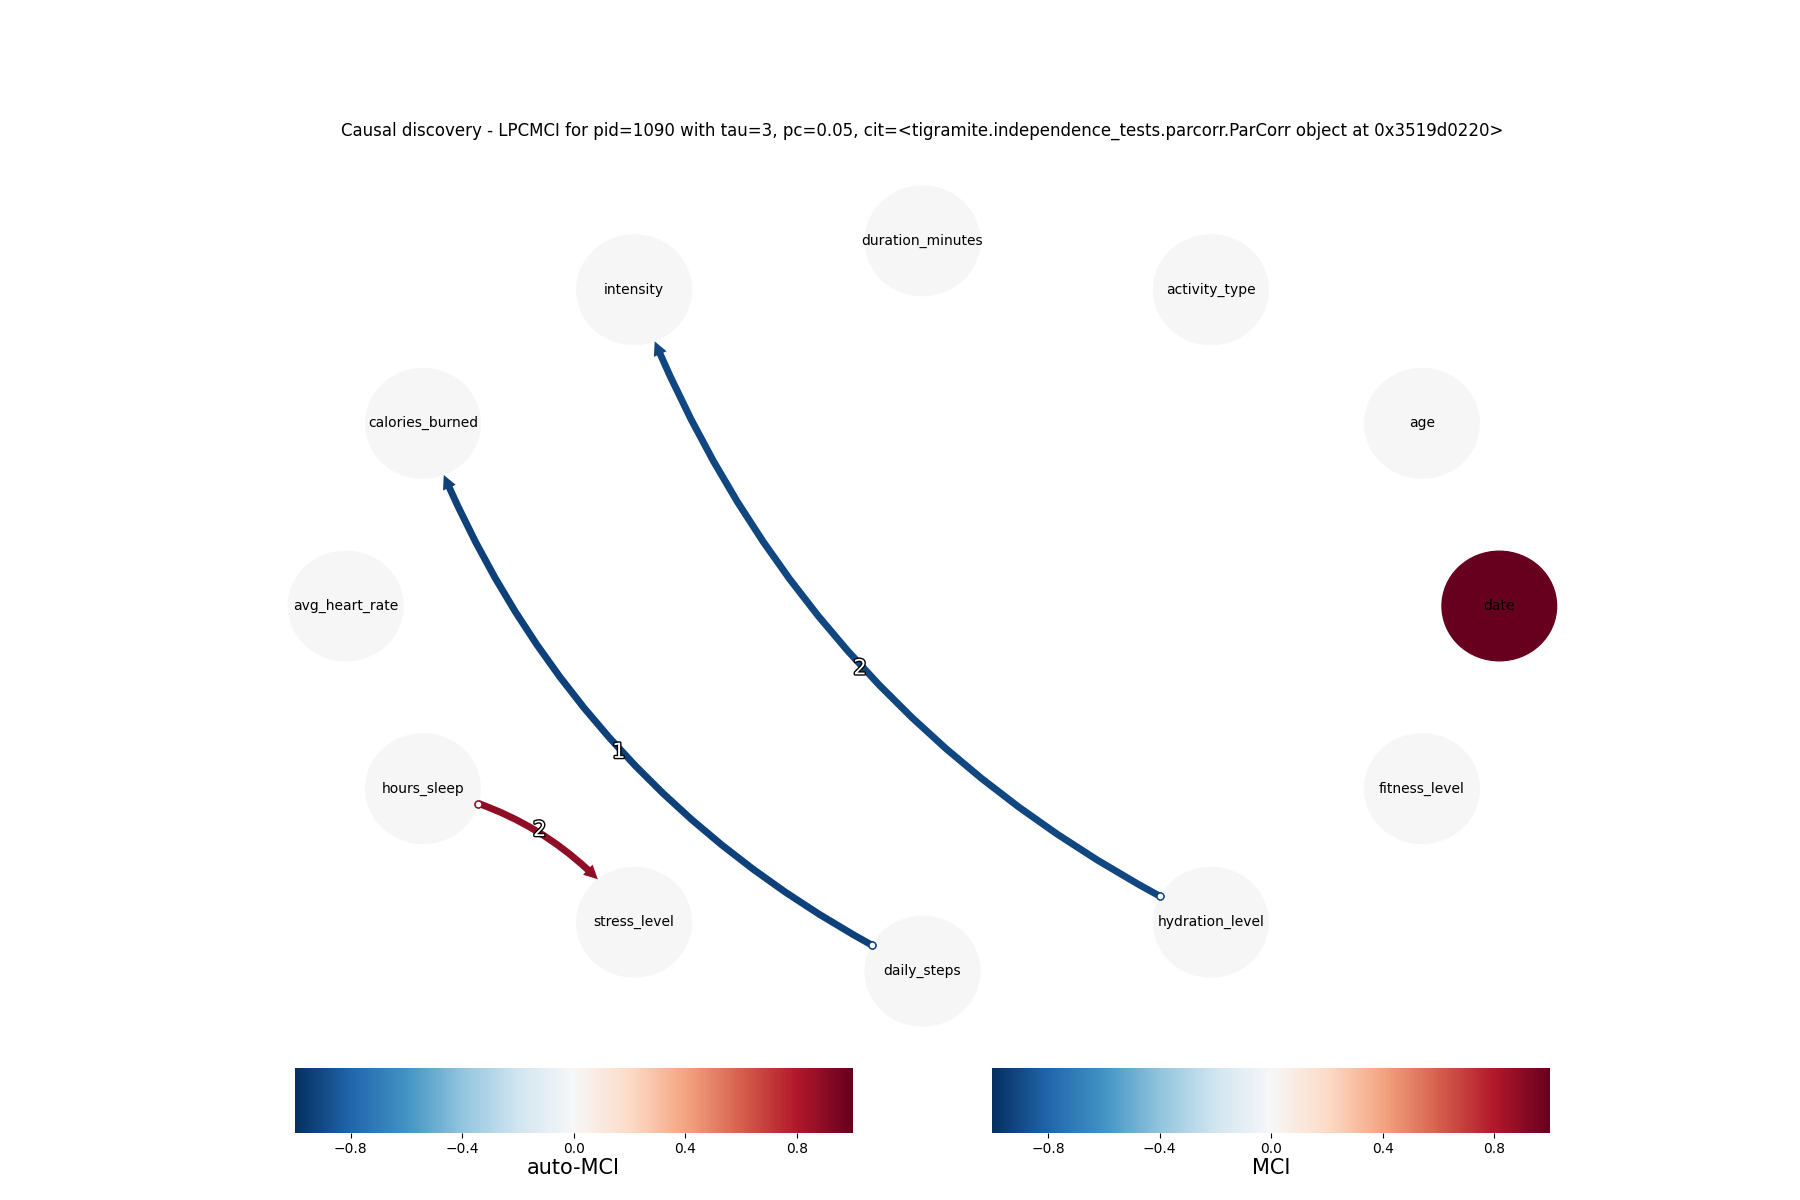 Causal discovery - LPCMCI for pid=1090 with tau=3, pc=0.05, cit=<tigramite.independence_tests.parcorr.ParCorr object at 0x3519d0220>
duration_minutes
intensity
activity_type
calories_burned
age
avg_heart_rate
date
2
1
hours_sleep
fitness_level
2
stress_level
hydration_level
daily_steps
−0.8 −0.4 0.0 0.4 0.8
auto-MCI
−0.8 −0.4 0.0 0.4 0.8
MCI